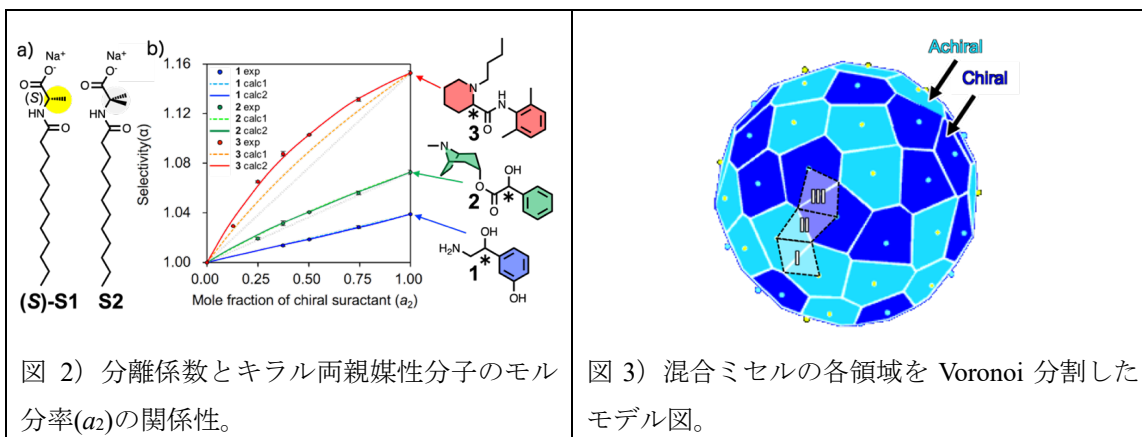 a)
Na⁺
O
O⁻
(S)
HN
O
(S)-S1
Na⁺
O
O⁻
HN
O
S2
b)
Selectivity(α)
1.16
1.12
1.08
1.04
1.00
1 exp
1 calc1
1 calc2
2 exp
2 calc1
2 calc2
3 exp
3 calc1
3 calc2
0.00 0.25 0.50 0.75 1.00
Mole fraction of chiral suractant (a₂)
N
H
N
*
O
3
N
O
OH
O
*
2
OH
H₂N
*
1
OH
図 2）分離係数とキラル両親媒性分子のモル
分率(a₂)の関係性。
Achiral
Chiral
III
II
I
図 3）混合ミセルの各領域を Voronoi 分割した
モデル図。